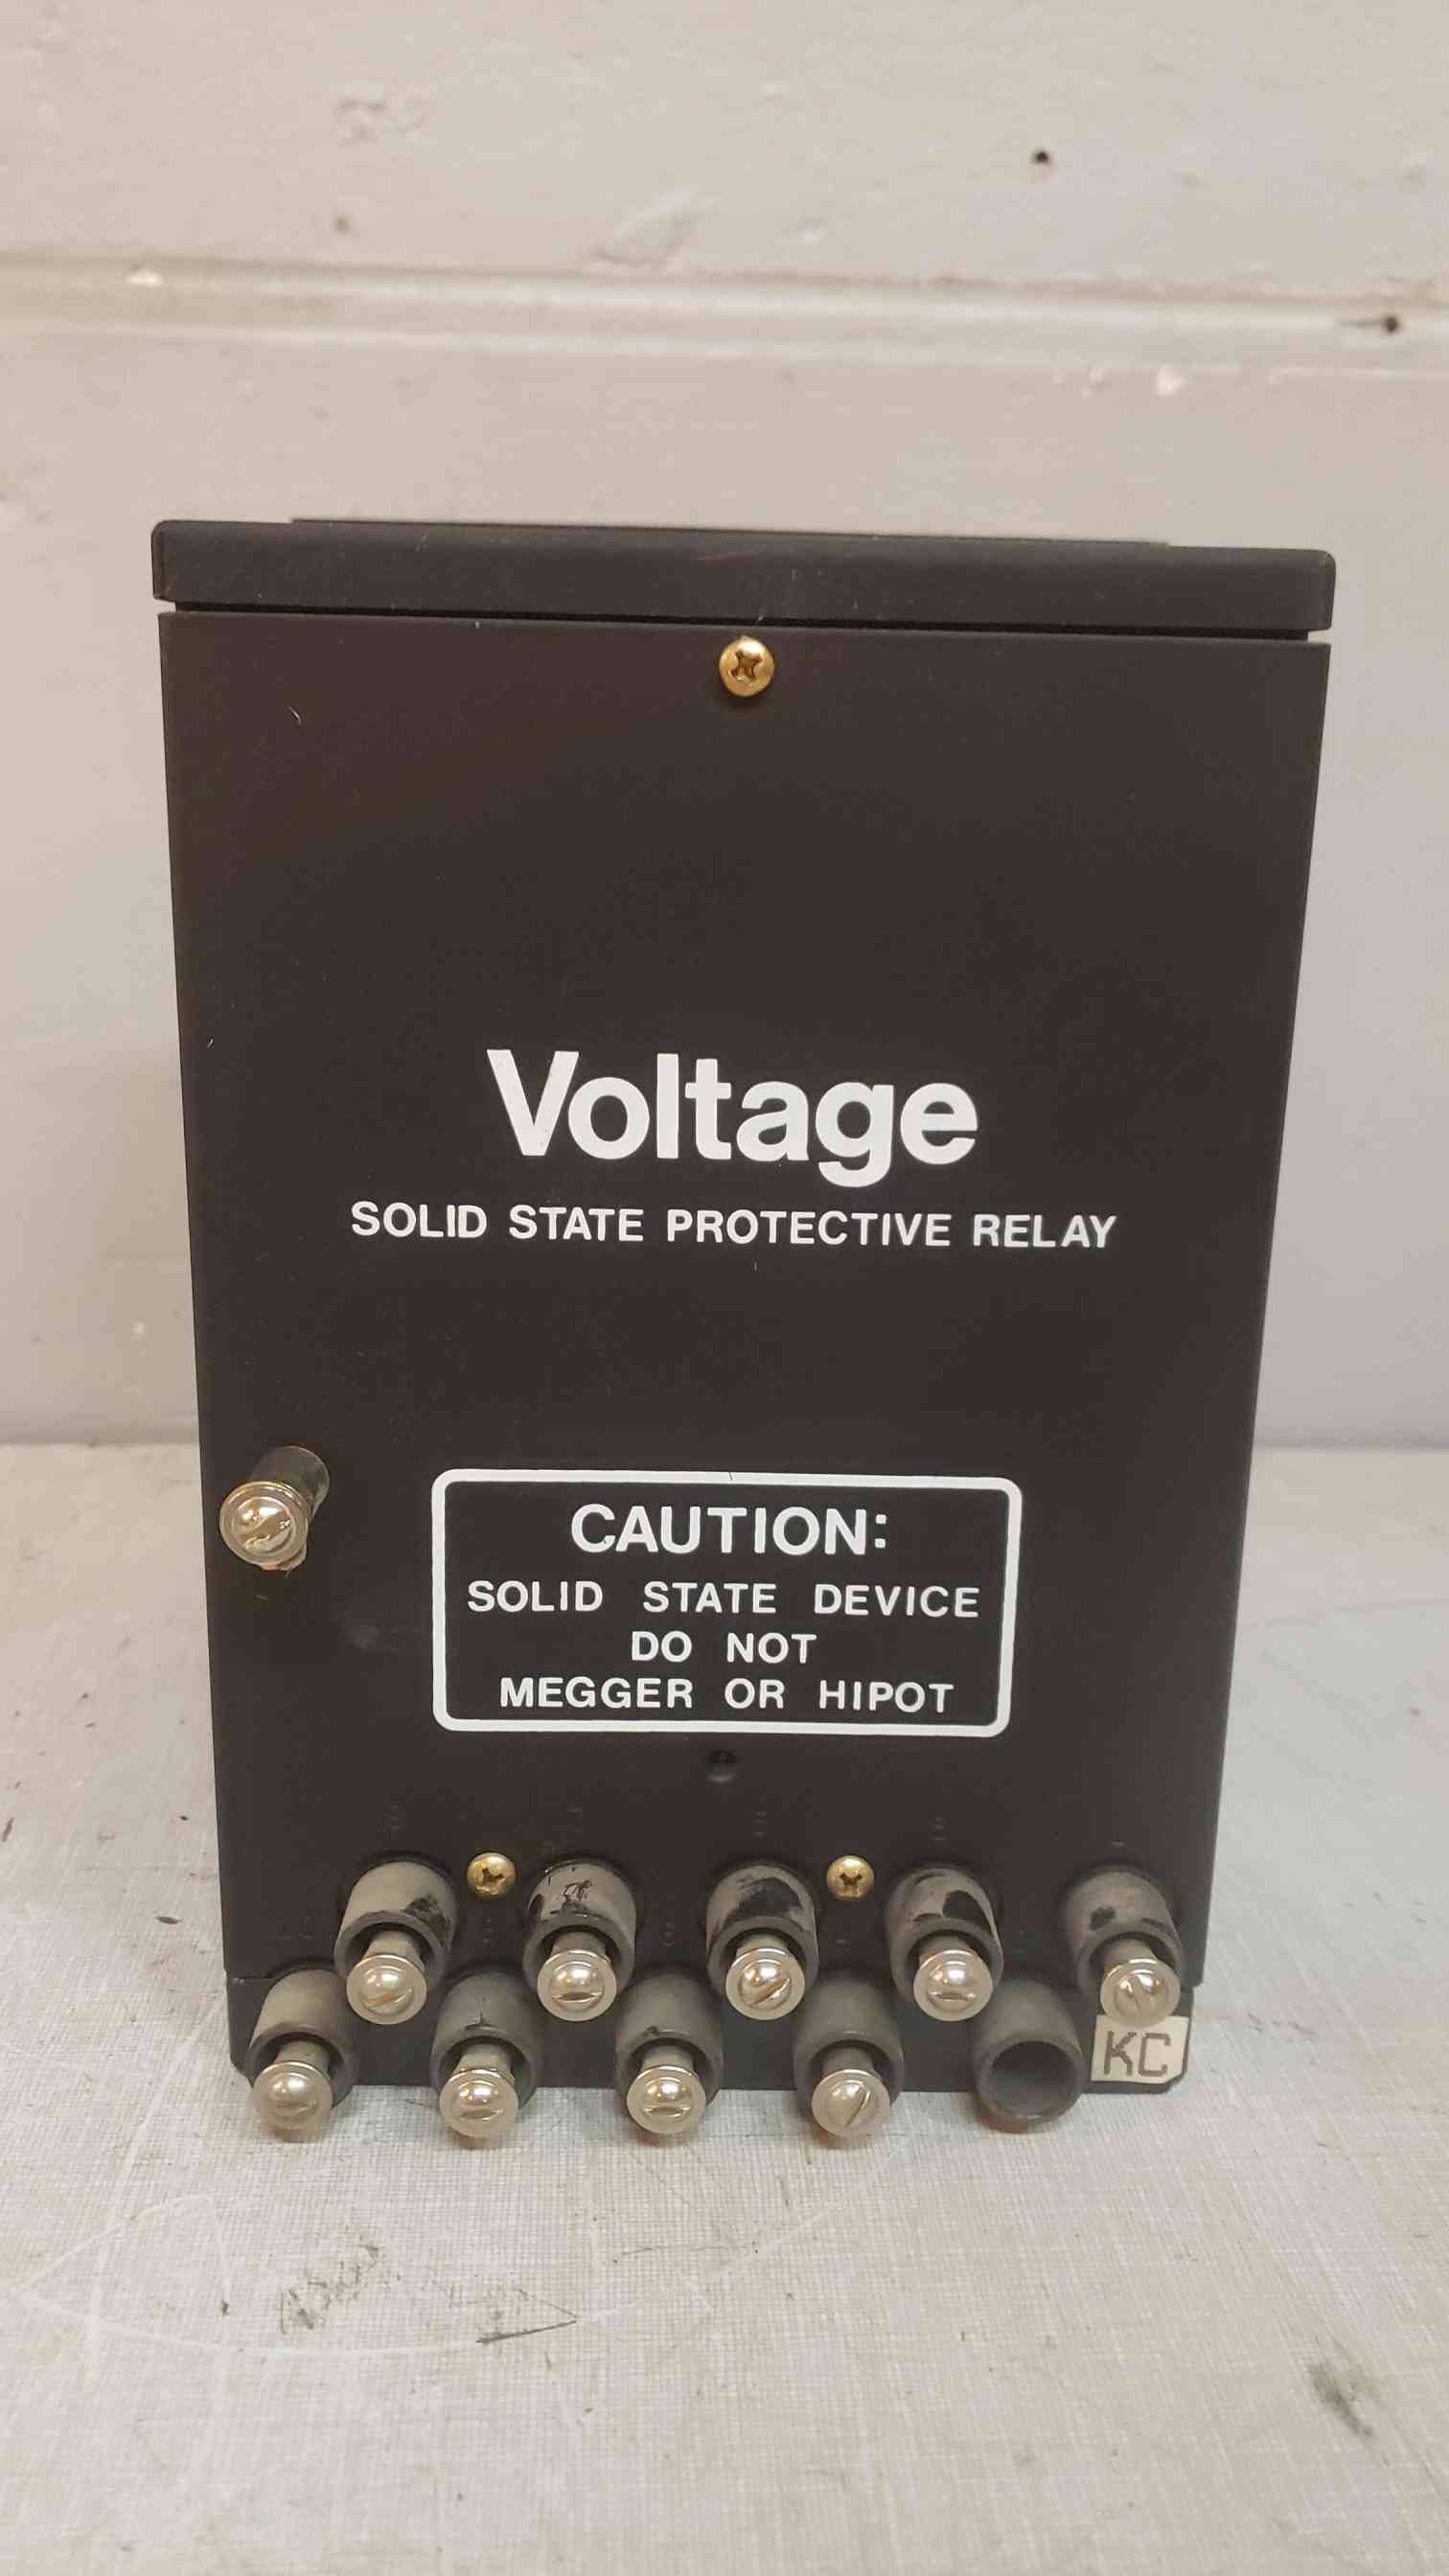 Voltage
SOLID STATE PROTECTIVE RELAY
CAUTION:
SOLID STATE DEVICE
DO NOT
MEGGER OR HIPOT
KC